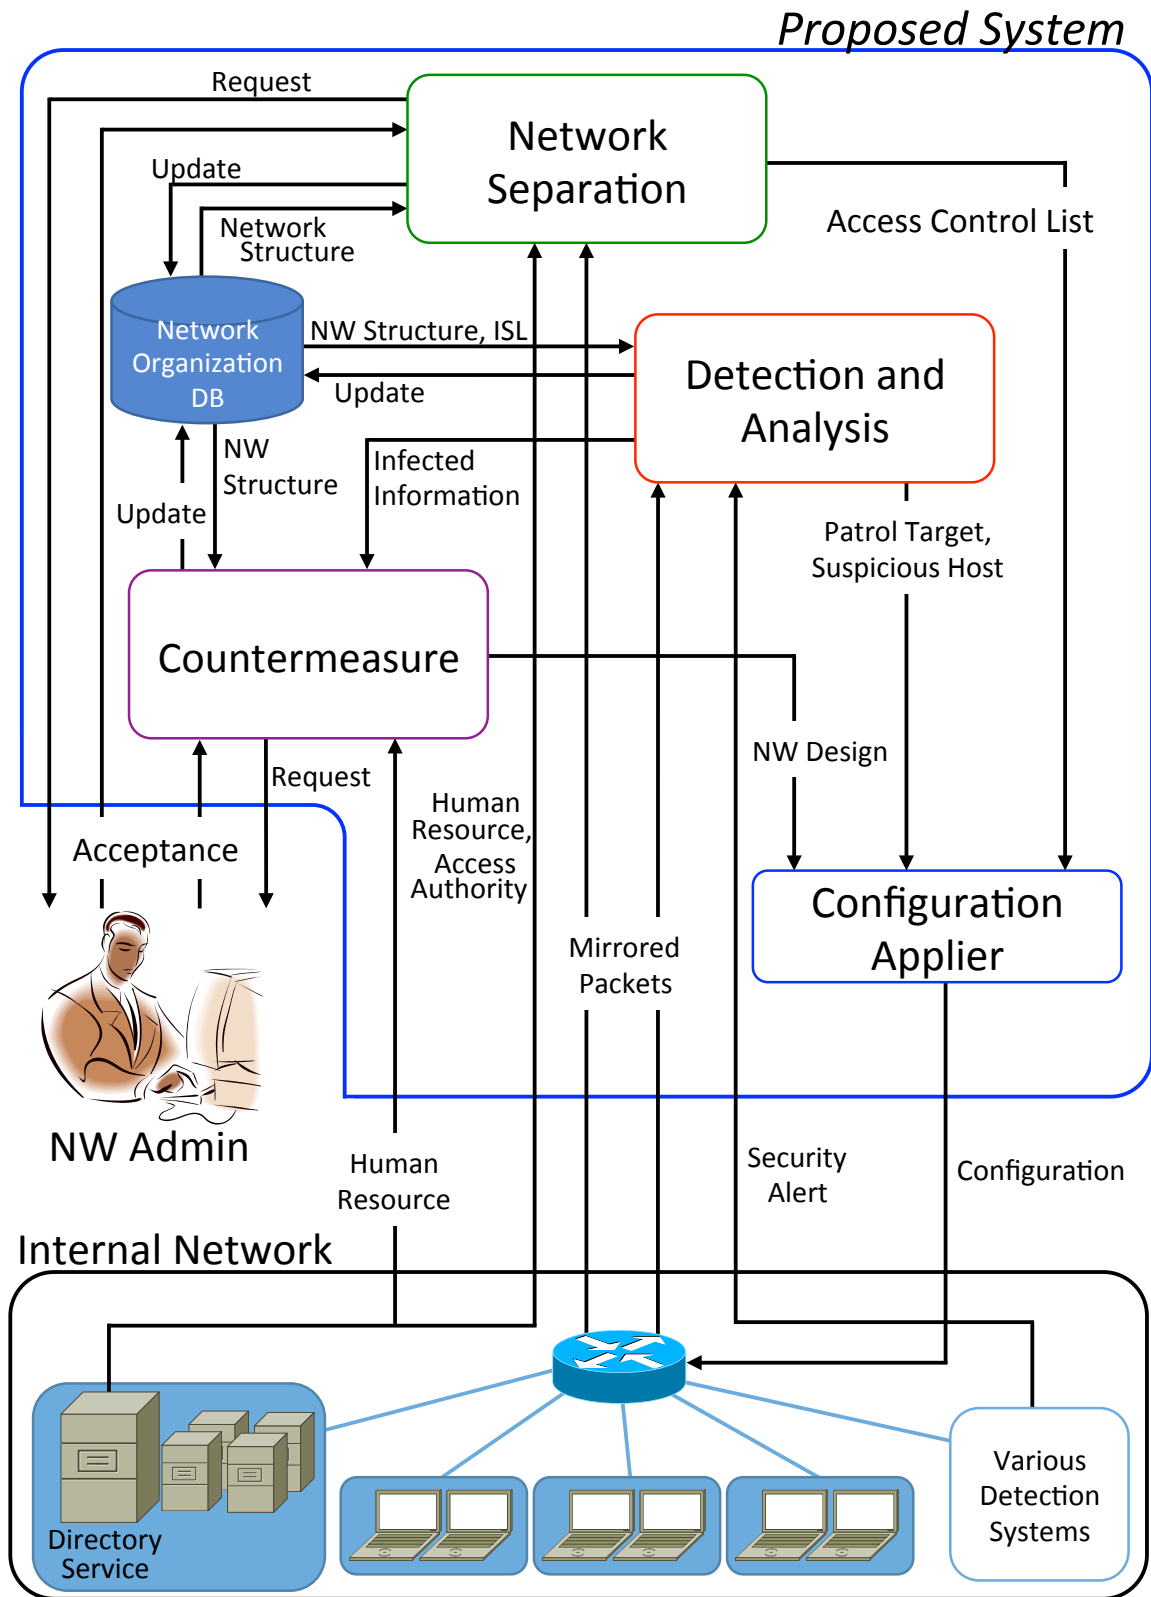 Proposed System
Request
Network
Separation
Update
Network
Structure
Access Control List
Network
Organization
DB
NW Structure, ISL
Update
Detection and
Analysis
NW
Structure
Infected
Information
Update
Patrol Target,
Suspicious Host
Countermeasure
NW Design
Request
Human
Resource,
Access
Authority
Acceptance
Configuration
Applier
Mirrored
Packets
NW Admin
Human
Resource
Security
Alert
Configuration
Internal Network
Directory
Service
Various
Detection
Systems